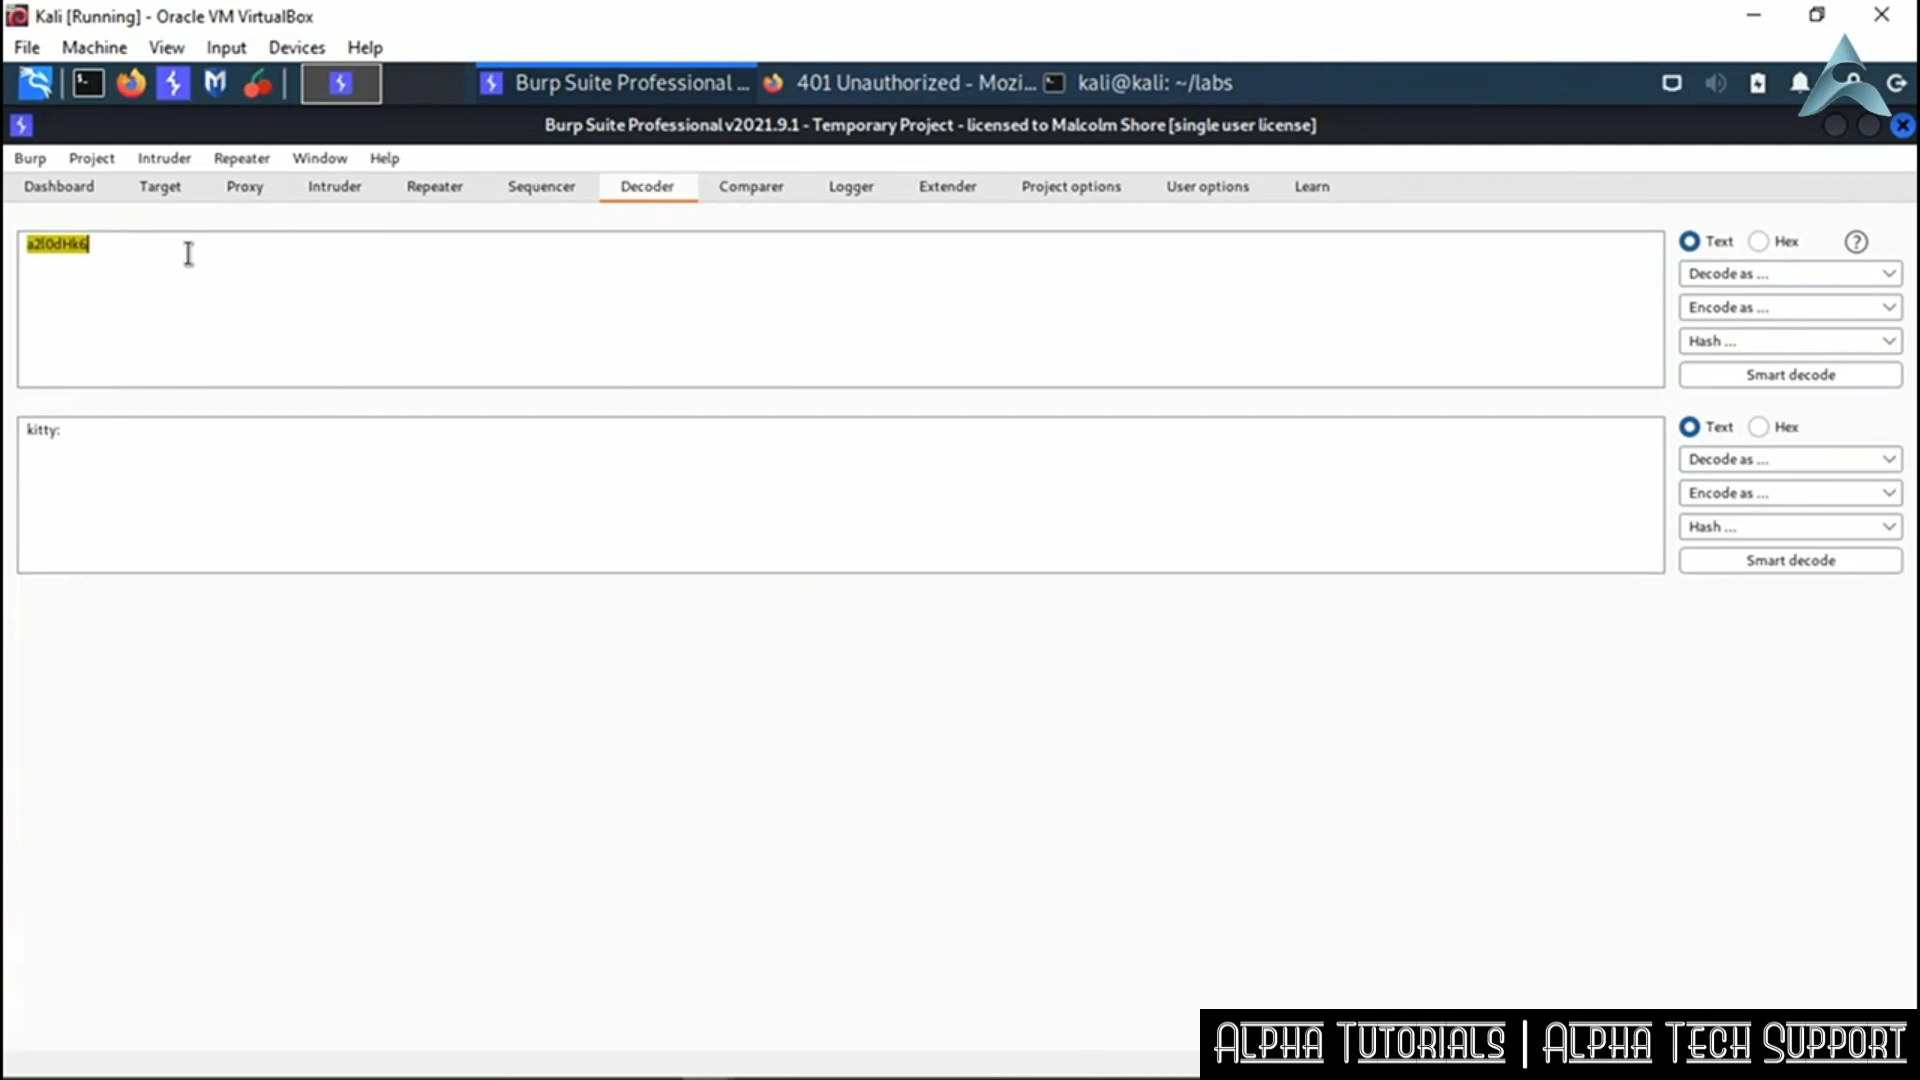 Kali [Running] - Oracle VM VirtualBox
File Machine View Input Devices Help
Burp Suite Professional ... 401 Unauthorized - Mozi... kali@kali: ~/labs
Burp Suite Professional v2021.9.1 - Temporary Project - licensed to Malcolm Shore [single user license]
Burp Project Intruder Repeater Window Help
Dashboard Target Proxy Intruder Repeater Sequencer Decoder Comparer Logger Extender Project options User options Learn
a2l0dHk6
Text Hex ?
Decode as ...
Encode as ...
Hash ...
Smart decode
kitty:
Text Hex
Decode as ...
Encode as ...
Hash ...
Smart decode
Alpha Tutorials | Alpha Tech Support